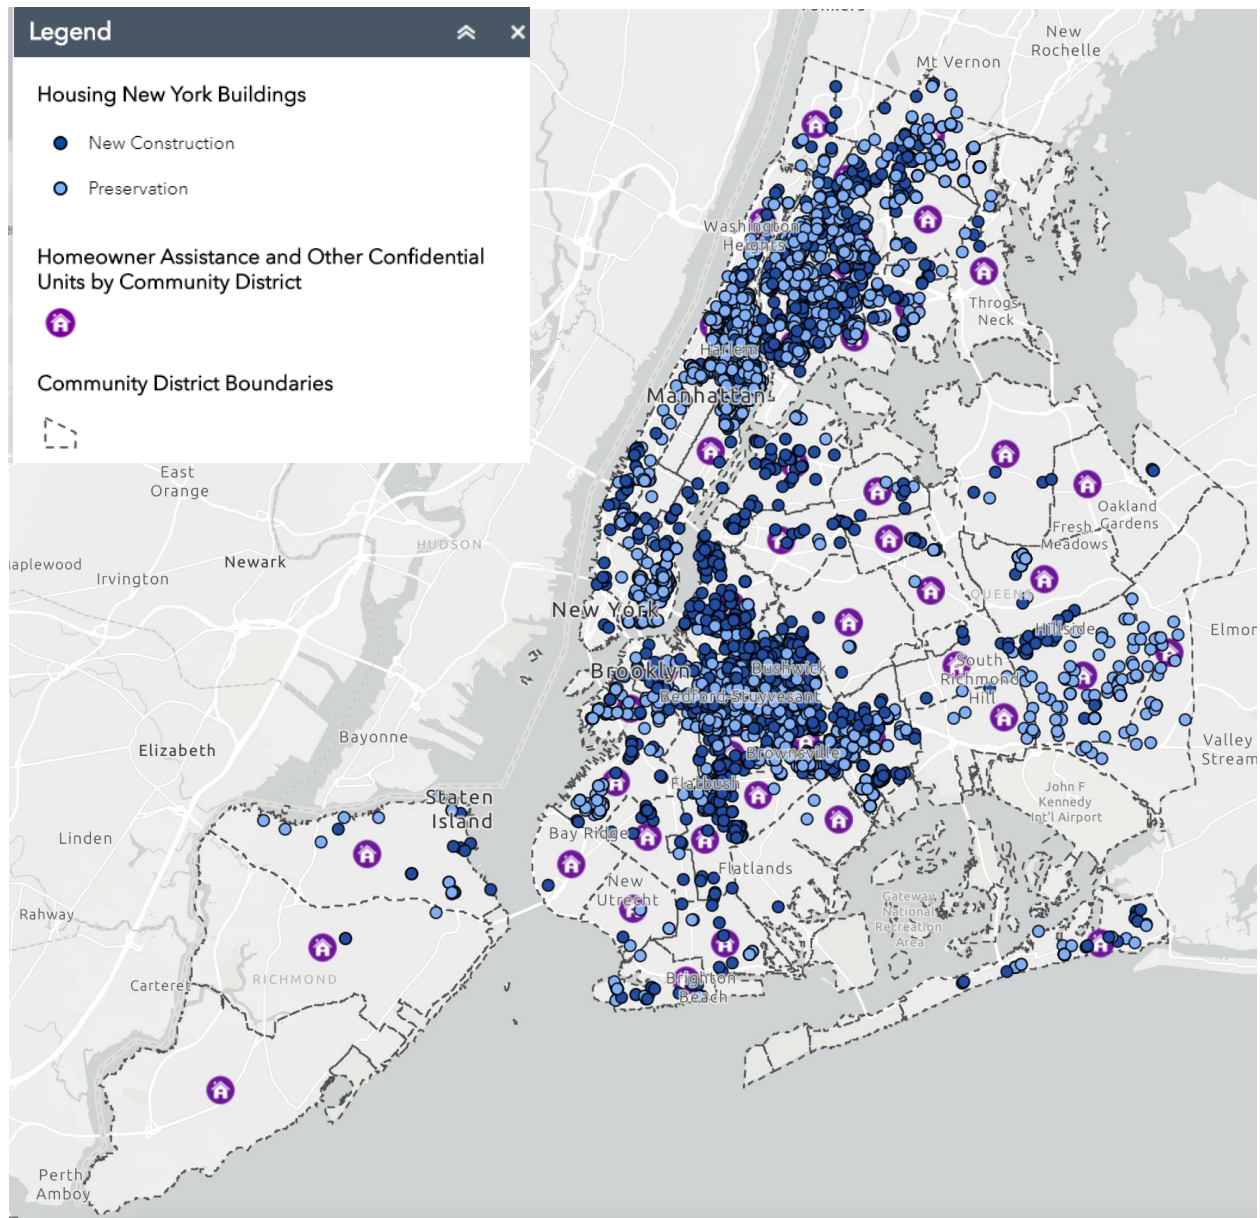 Legend
Housing New York Buildings
New Construction
Preservation
Homeowner Assistance and Other Confidential
Units by Community District
Community District Boundaries
New
Rochelle
Mt Vernon
Washington
Heights
Throgs
Neck
Harlem
Manhattan
East
Orange
Oakland
Gardens
Fresh
Meadows
HUDSON
Newark
Irvington
QUEENS
New York
Hillside
Brooklyn
Bushwick
South
Richmond
Hill
Bedford-Stuyvesant
Elizabeth
Bayonne
Brownsville
Valley
Stream
Flatbush
John F
Kennedy
Int'l Airport
Staten
Island
Linden
Bay Ridge
Flatlands
New
Utrecht
Gateway
National
Recreation
Area
Rahway
RICHMOND
Carteret
Brighton
Beach
Perth
Amboy